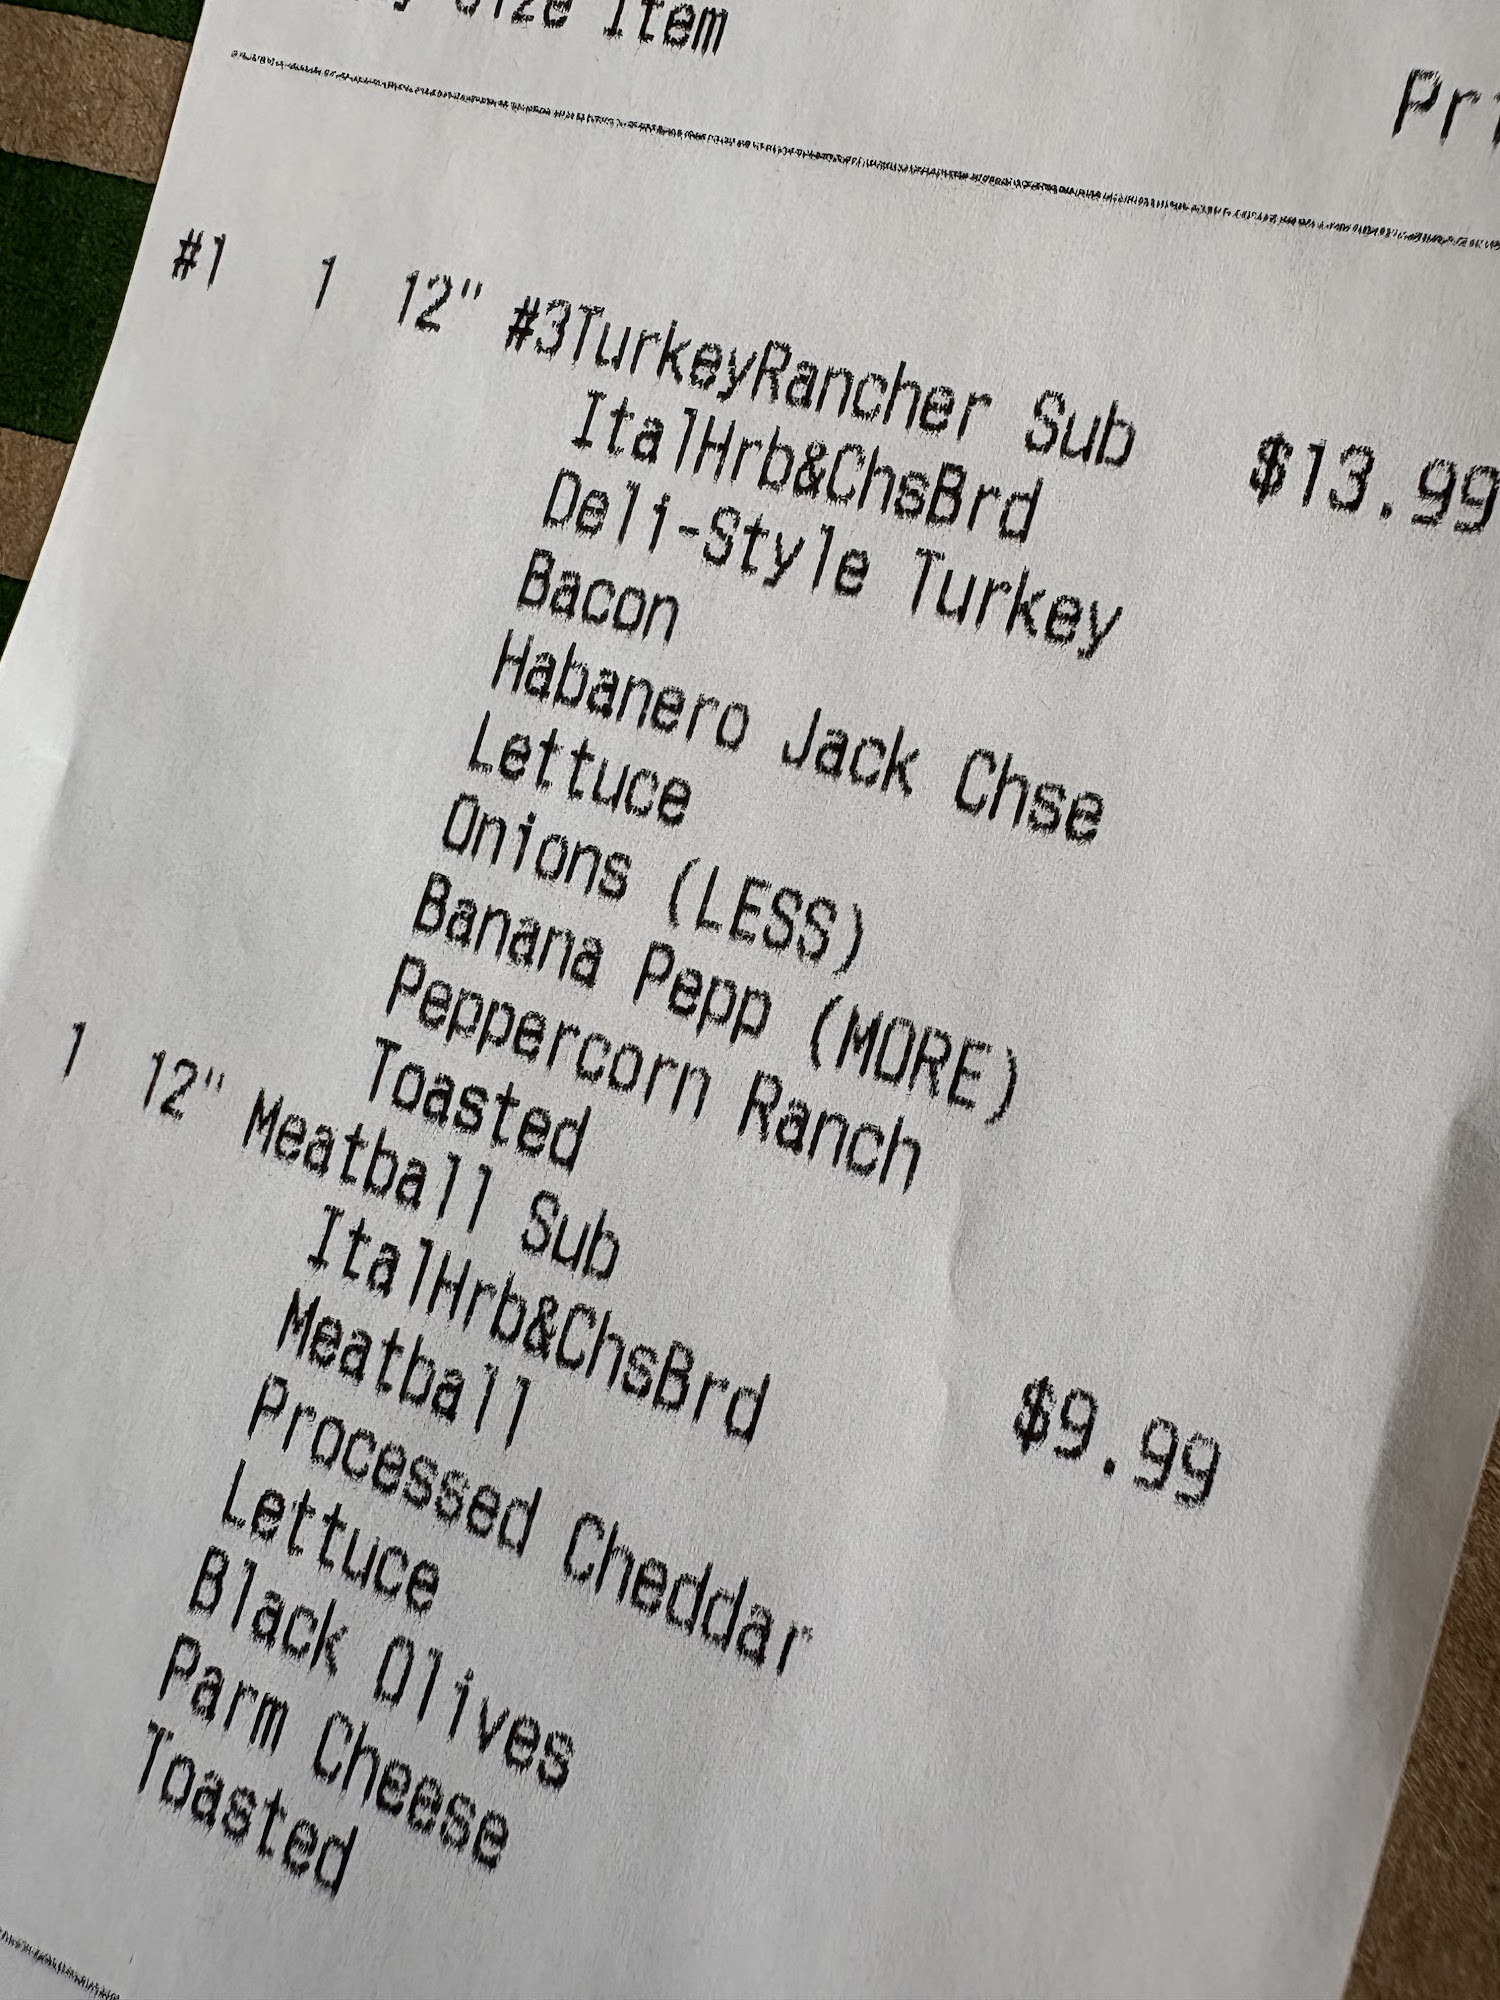 Size Item
#1 1 12" #3TurkeyRancher Sub $13.99
ItalHrb&ChsBrd
Deli-Style Turkey
Bacon
Habanero Jack Chse
Lettuce
Onions (LESS)
Banana Pepp (MORE)
Peppercorn Ranch
Toasted
1 12" Meatball Sub $9.99
ItalHrb&ChsBrd
Meatball
Processed Cheddar
Lettuce
Black Olives
Parm Cheese
Toasted